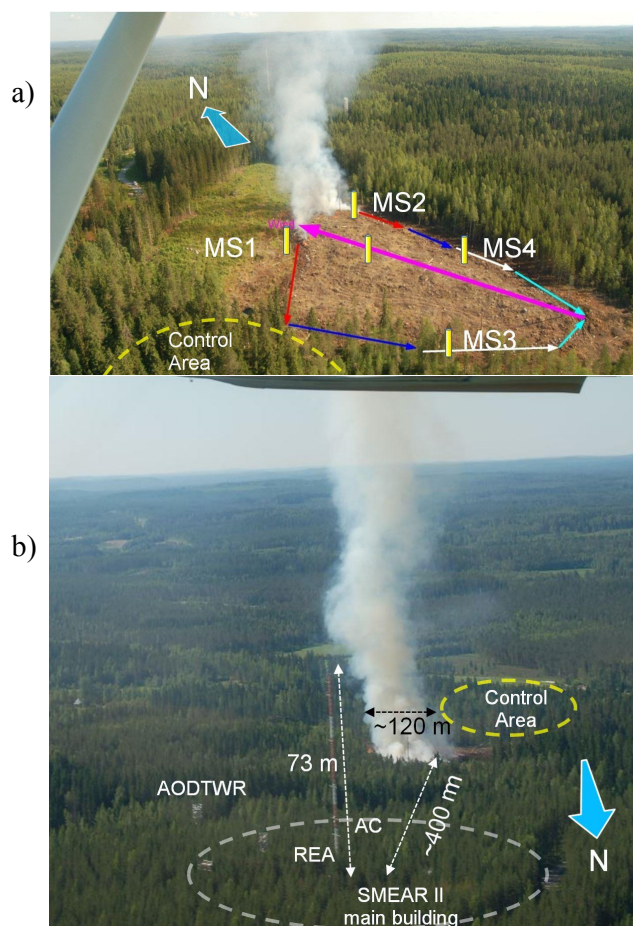 a)
N
MS2
MS1
MS4
MS3
Control
Area
b)
Control
Area
~120 m
73 m
AODTWR
~400 m
AC
REA
N
SMEAR II
main building